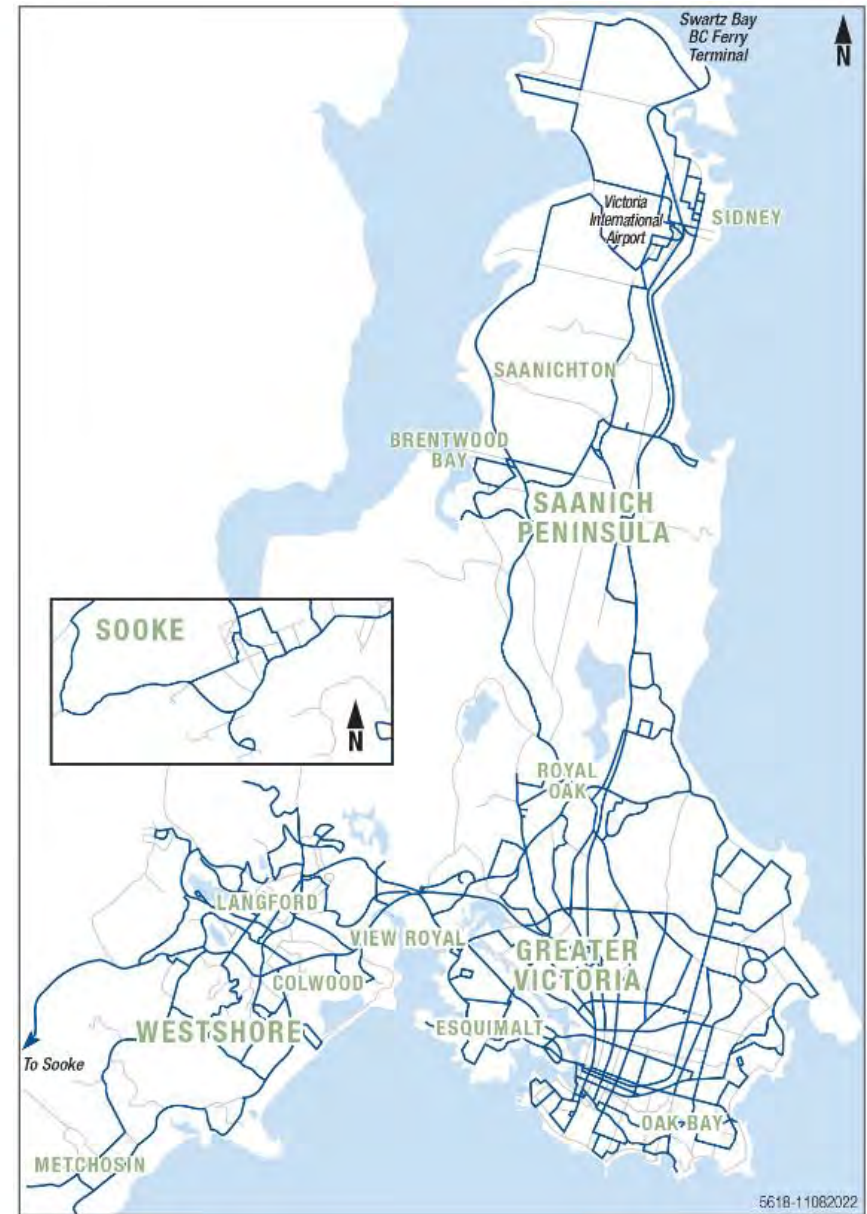 Swartz Bay
BC Ferry
Terminal
N
Victoria
International
Airport
SIDNEY
SAANICHTON
BRENTWOOD
BAY
SAANICH
PENINSULA
SOOKE
N
ROYAL
OAK
LANGFORD
VIEW ROYAL
GREATER
VICTORIA
COLWOOD
WESTSHORE
ESQUIMALT
To Sooke
OAK BAY
METCHOSIN
5618-11082022